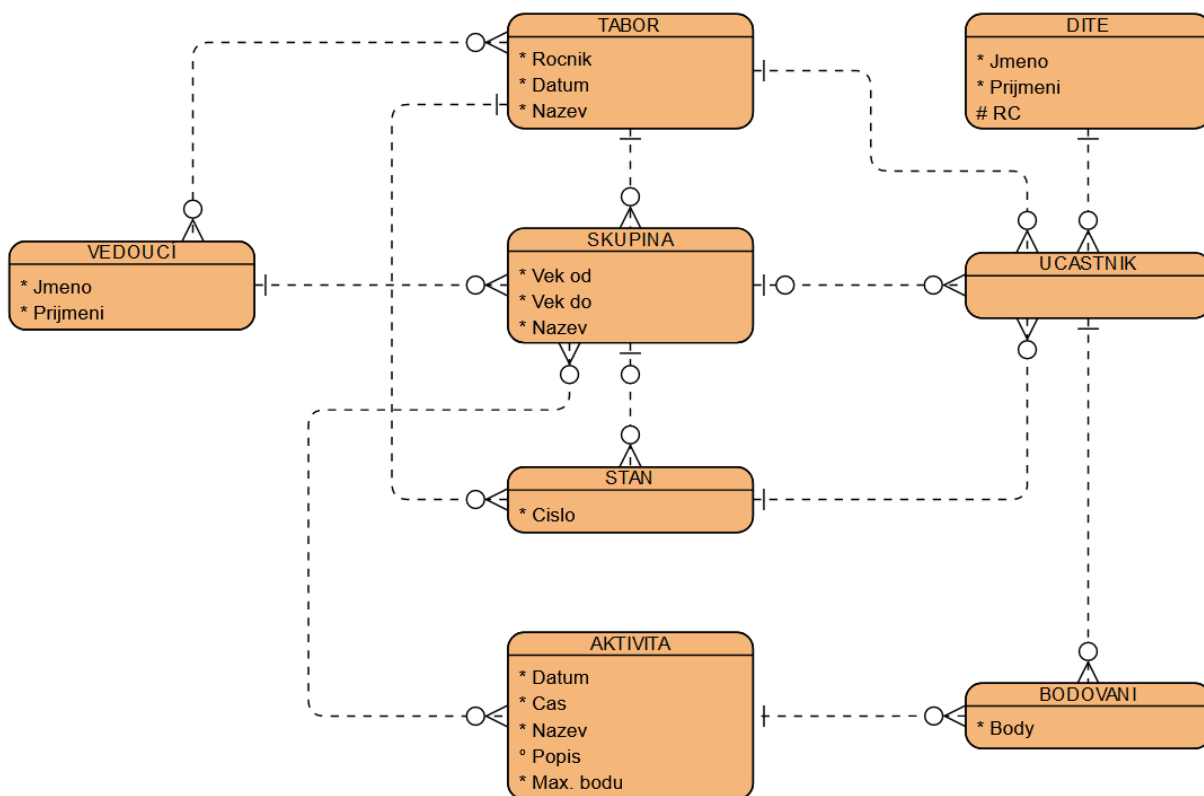 TABOR
* Rocnik
* Datum
* Nazev
DITE
* Jmeno
* Prijmeni
# RC
VEDOUCÍ
* Jmeno
* Prijmeni
SKUPINA
* Vek od
* Vek do
* Nazev
UCASTNIK
STAN
* Cislo
AKTIVITA
* Datum
* Cas
* Nazev
° Popis
* Max. bodu
BODOVANI
* Body